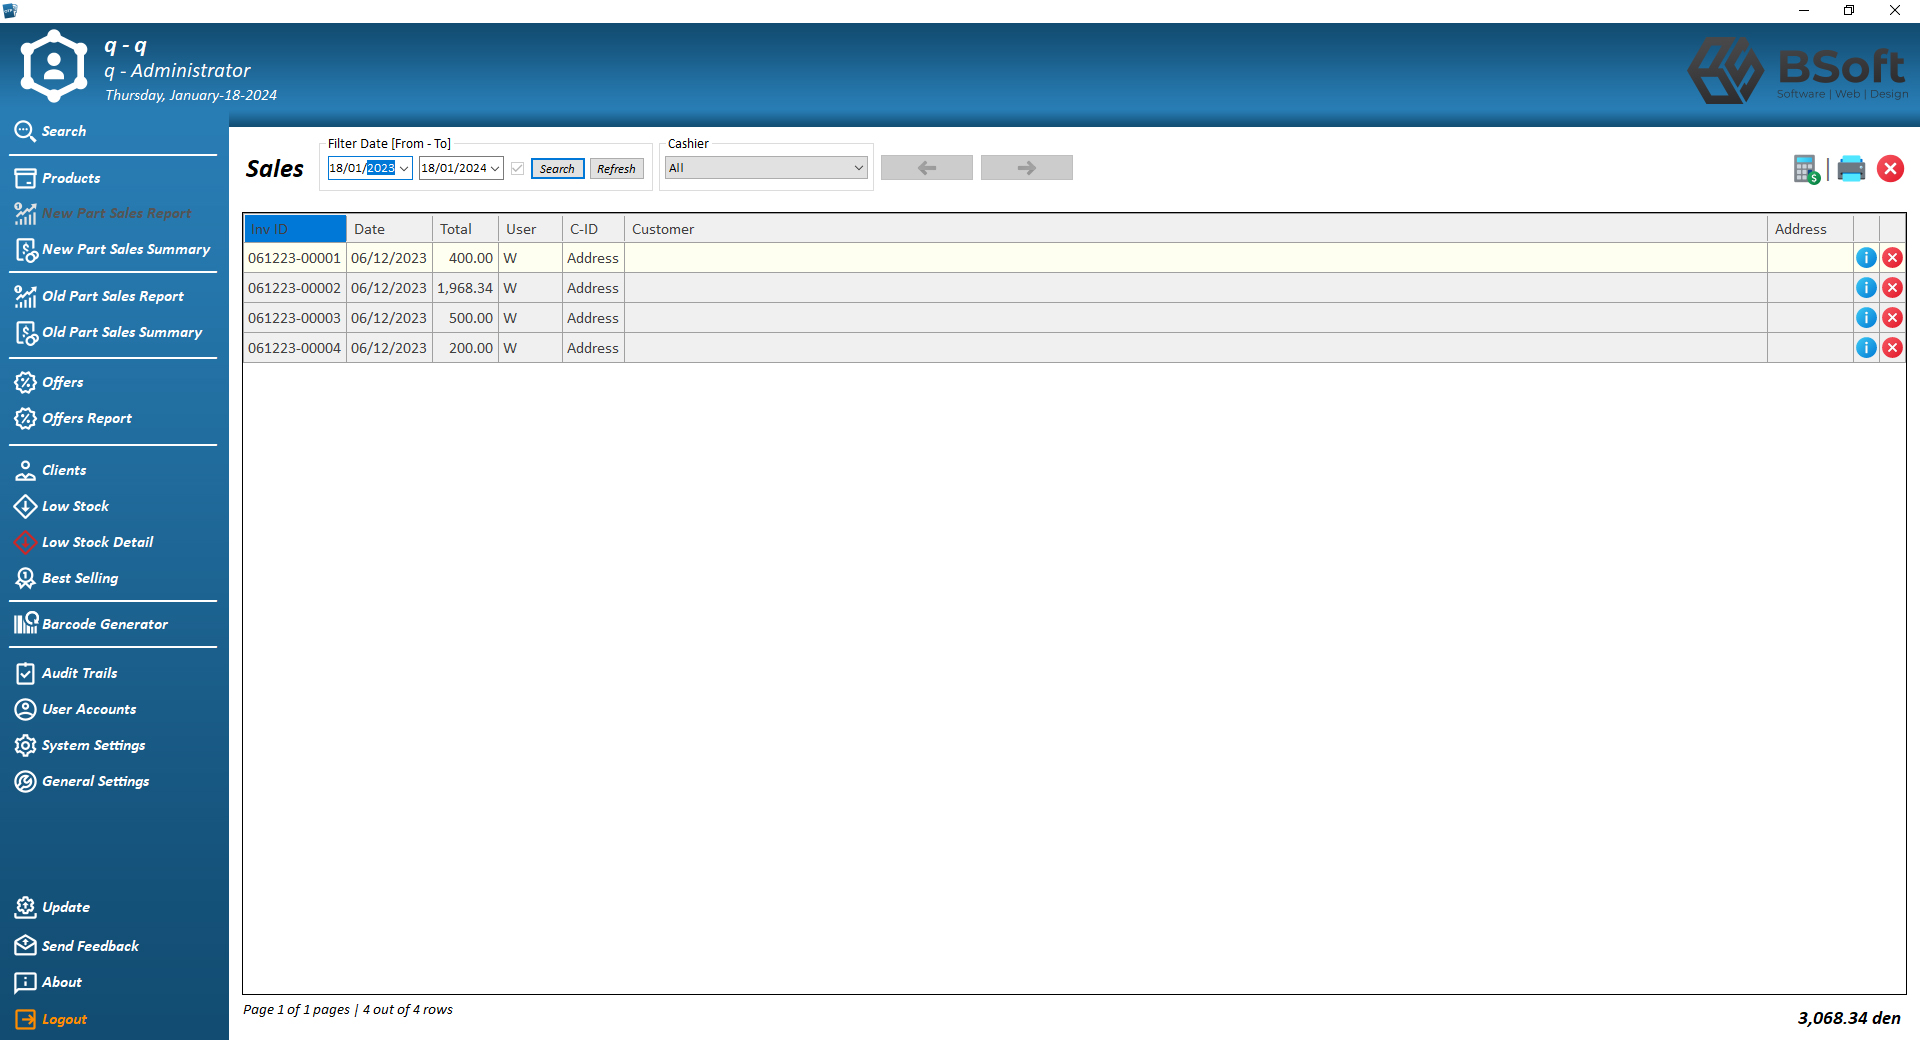 q - q
q - Administrator
Thursday, January-18-2024
BSoft
Software | Web | Design
Search
Products
New Part Sales Report
New Part Sales Summary
Old Part Sales Report
Old Part Sales Summary
Offers
Offers Report
Clients
Low Stock
Low Stock Detail
Best Selling
Barcode Generator
Audit Trails
User Accounts
System Settings
General Settings
Update
Send Feedback
About
Logout
Sales
Filter Date [From - To]
18/01/2023 18/01/2024 Search Refresh
Cashier
All
Inv ID Date Total User C-ID Customer Address
061223-00001 06/12/2023 400.00 W Address
061223-00002 06/12/2023 1,968.34 W Address
061223-00003 06/12/2023 500.00 W Address
061223-00004 06/12/2023 200.00 W Address
Page 1 of 1 pages | 4 out of 4 rows
3,068.34 den